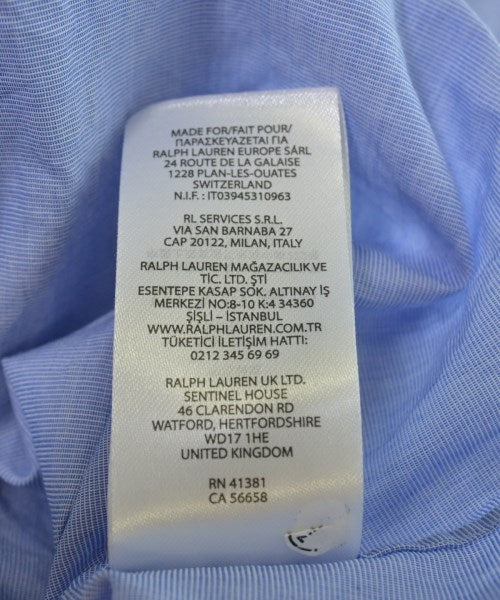 MADE FOR/FAIT POUR/
ΠΑΡΑΣΚΕΥΑΖΕΤΑΙ ΓΙΑ
RALPH LAUREN EUROPE SÀRL
24 ROUTE DE LA GALAISE
1228 PLAN-LES-OUATES
SWITZERLAND
N.I.F. : IT03945310963
RL SERVICES S.R.L.
VIA SAN BARNABA 27
CAP 20122, MILAN, ITALY
RALPH LAUREN MAĞAZACILIK VE
TİC. LTD. ŞTİ
ESENTEPE KASAP SOK. ALTINAY İŞ
MERKEZİ NO:8-10 K:4 34360
ŞİŞLİ – İSTANBUL
WWW.RALPHLAUREN.COM.TR
TÜKETİCİ İLETİŞİM HATTI:
0212 345 69 69
RALPH LAUREN UK LTD.
SENTINEL HOUSE
46 CLARENDON RD
WATFORD, HERTFORDSHIRE
WD17 1HE
UNITED KINGDOM
RN 41381
CA 56658